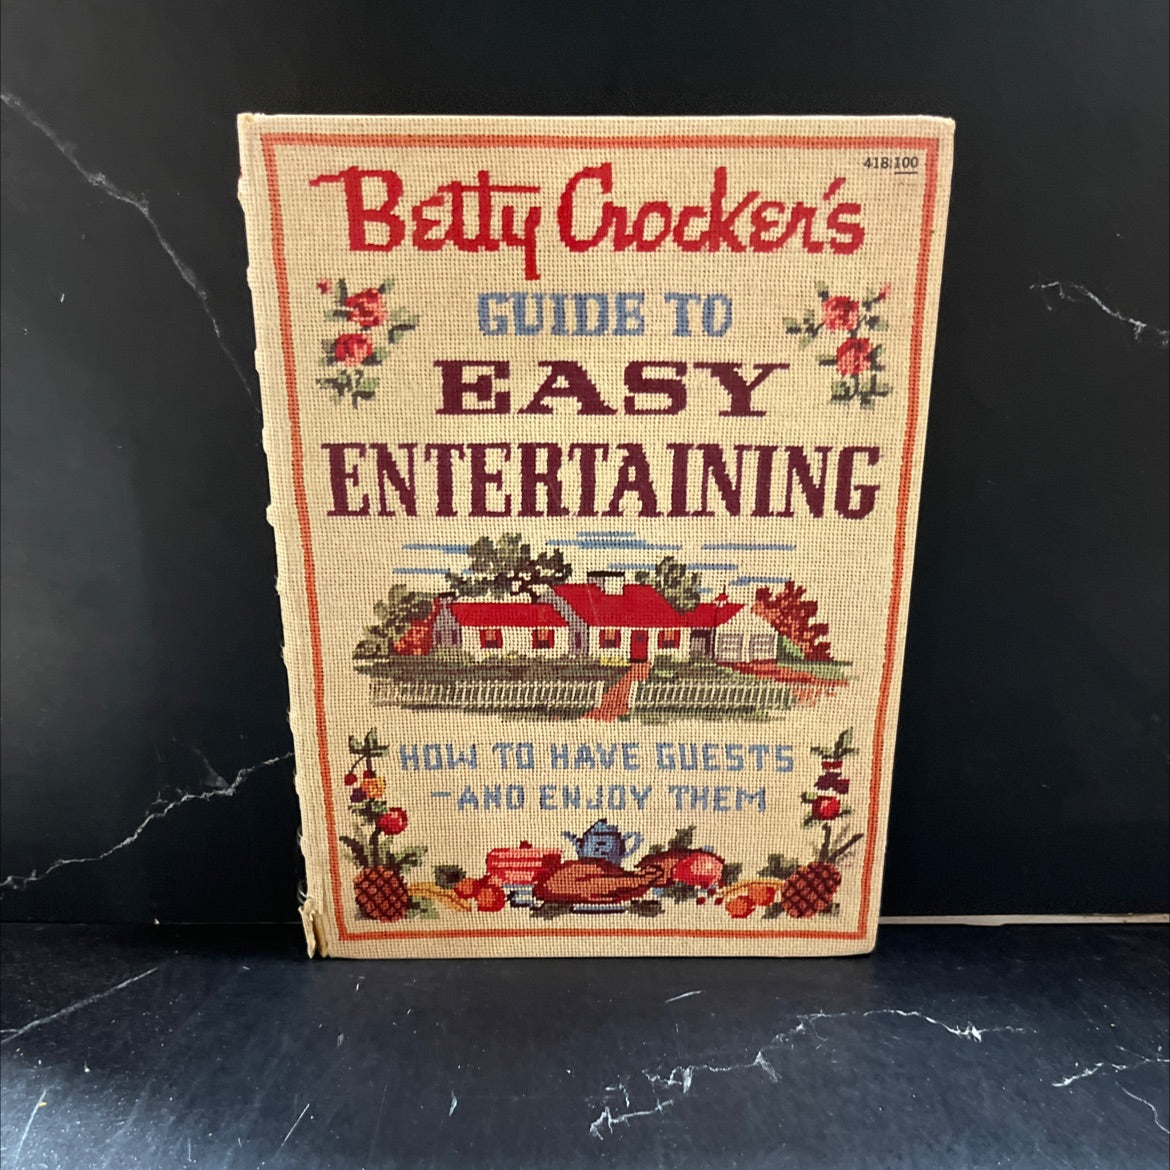 418:100
Betty Crocker's
GUIDE TO
EASY
ENTERTAINING
HOW TO HAVE GUESTS
-AND ENJOY THEM